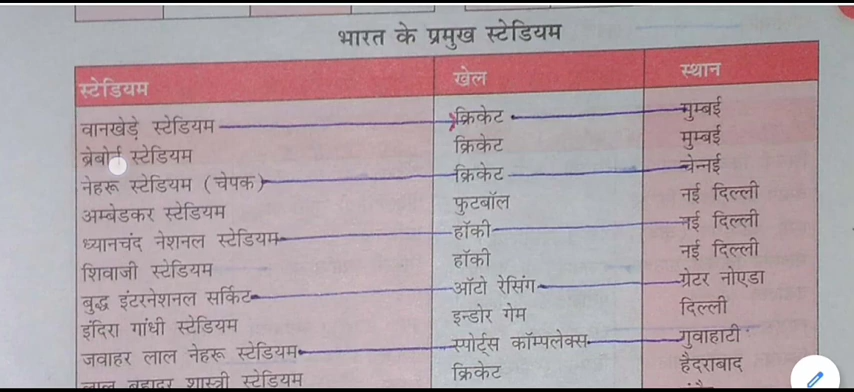 भारत के प्रमुख स्टेडियम
स्टेडियम खेल स्थान
वानखेड़े स्टेडियम क्रिकेट मुम्बई
ब्रेबोर्न स्टेडियम क्रिकेट मुम्बई
नेहरू स्टेडियम (चेपक) क्रिकेट चेन्नई
अम्बेडकर स्टेडियम फुटबॉल नई दिल्ली
ध्यानचंद नेशनल स्टेडियम हॉकी नई दिल्ली
शिवाजी स्टेडियम हॉकी नई दिल्ली
बुद्ध इंटरनेशनल सर्किट ऑटो रेसिंग ग्रेटर नोएडा
इंदिरा गांधी स्टेडियम इन्डोर गेम दिल्ली
जवाहर लाल नेहरू स्टेडियम स्पोर्ट्स कॉम्पलेक्स गुवाहाटी
लाल बहादुर शास्त्री स्टेडियम क्रिकेट हैदराबाद